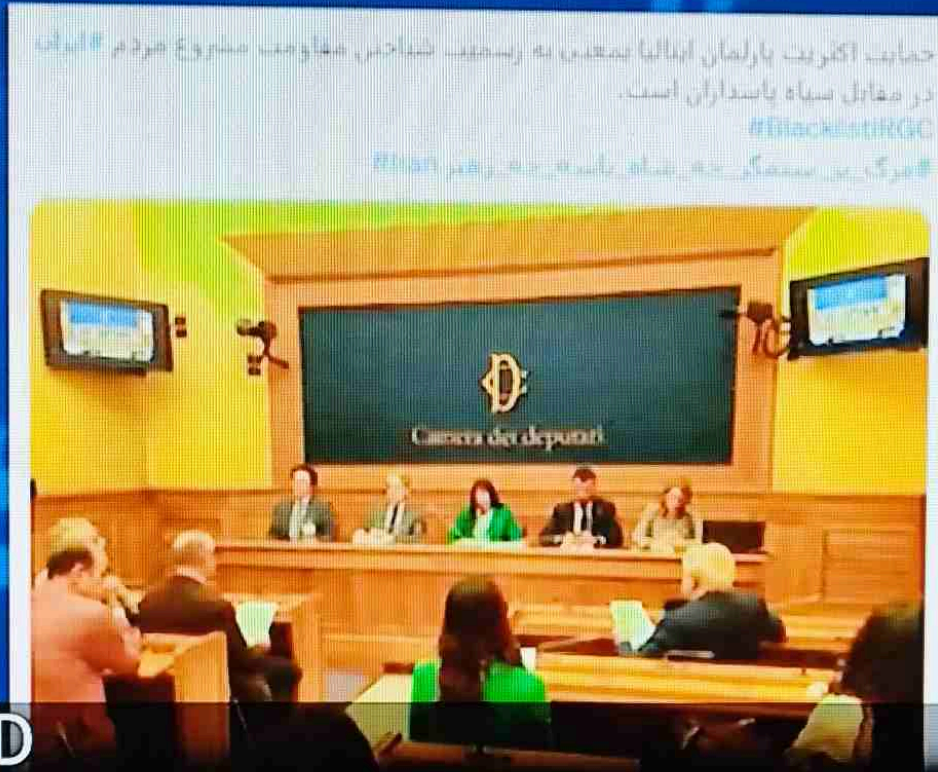 حمایت اکثریت پارلمان ایتالیا بمعنی به رسمیت شناختن مقاومت مشروع مردم #ایران
در مقابل سپاه پاسداران است.
#BlacklistIRGC
#مرگ_بر_ستمگر_چه_شاه_باشه_چه_رهبر #Iran
Camera dei deputati
D